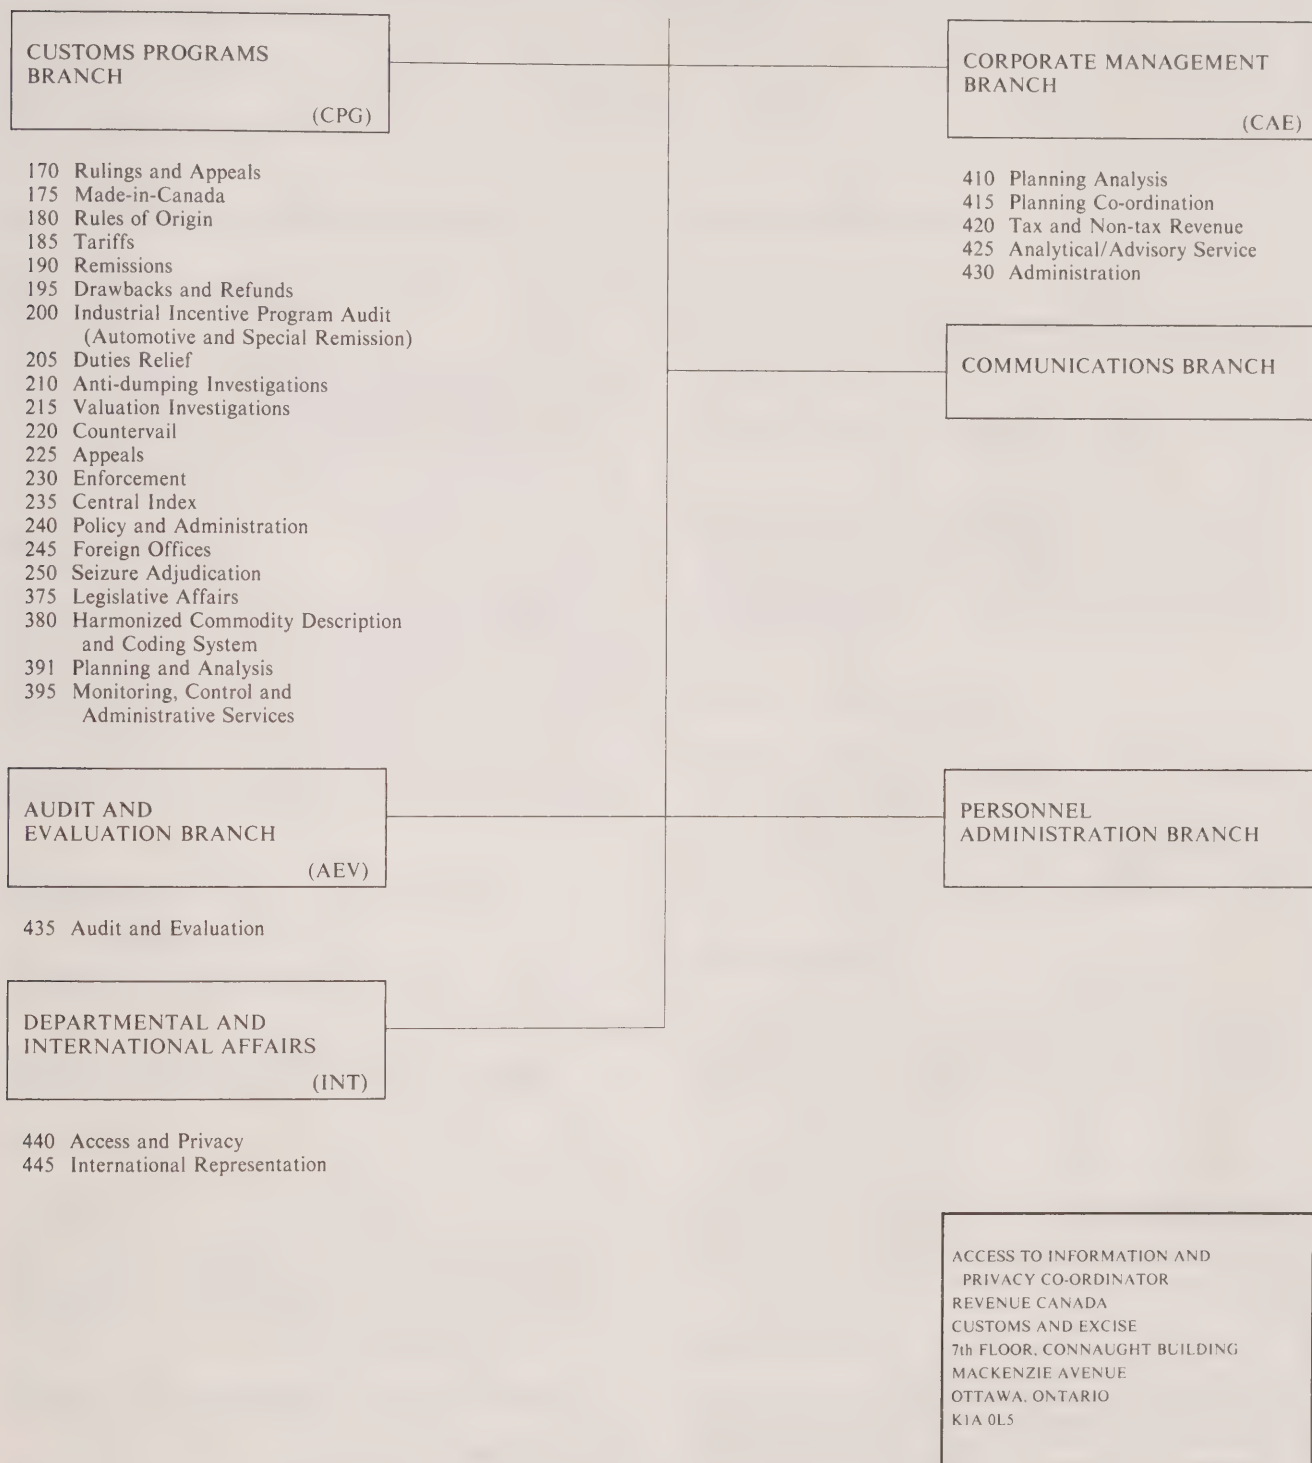 CUSTOMS PROGRAMS
BRANCH
(CPG)
170 Rulings and Appeals
175 Made-in-Canada
180 Rules of Origin
185 Tariffs
190 Remissions
195 Drawbacks and Refunds
200 Industrial Incentive Program Audit
(Automotive and Special Remission)
205 Duties Relief
210 Anti-dumping Investigations
215 Valuation Investigations
220 Countervail
225 Appeals
230 Enforcement
235 Central Index
240 Policy and Administration
245 Foreign Offices
250 Seizure Adjudication
375 Legislative Affairs
380 Harmonized Commodity Description
and Coding System
391 Planning and Analysis
395 Monitoring, Control and
Administrative Services
CORPORATE MANAGEMENT
BRANCH
(CAE)
410 Planning Analysis
415 Planning Co-ordination
420 Tax and Non-tax Revenue
425 Analytical/Advisory Service
430 Administration
COMMUNICATIONS BRANCH
AUDIT AND
EVALUATION BRANCH
(AEV)
435 Audit and Evaluation
PERSONNEL
ADMINISTRATION BRANCH
DEPARTMENTAL AND
INTERNATIONAL AFFAIRS
(INT)
440 Access and Privacy
445 International Representation
ACCESS TO INFORMATION AND
PRIVACY CO-ORDINATOR
REVENUE CANADA
CUSTOMS AND EXCISE
7th FLOOR, CONNAUGHT BUILDING
MACKENZIE AVENUE
OTTAWA, ONTARIO
K1A 0L5